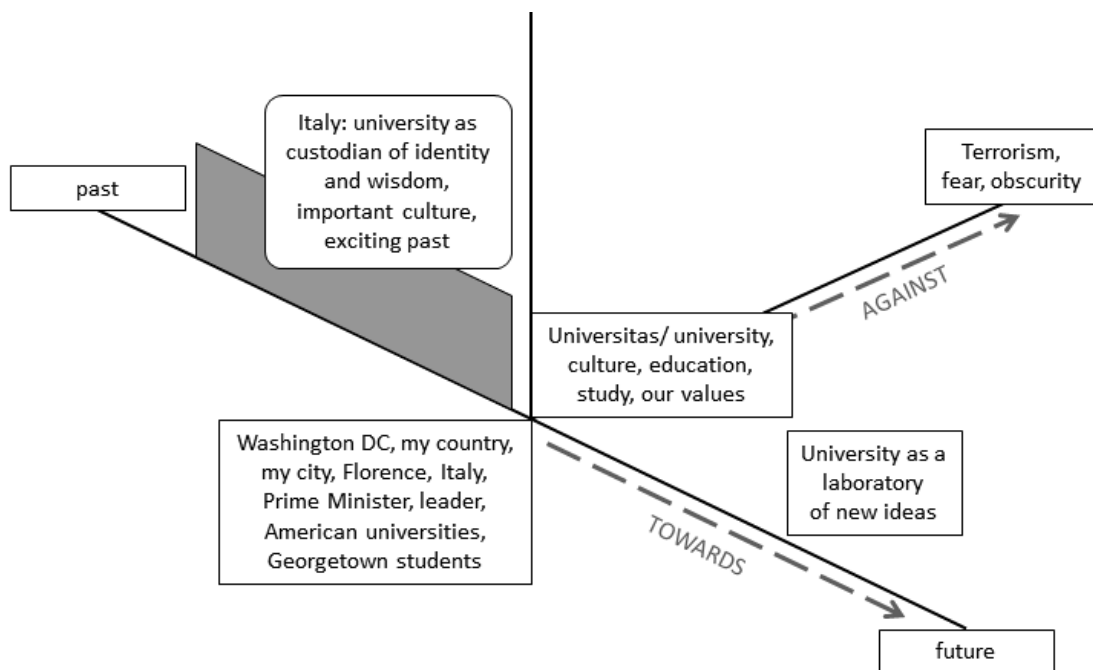 Italy: university as
custodian of identity
and wisdom,
important culture,
exciting past
past
Terrorism,
fear, obscurity
AGAINST
Universitas/ university,
culture, education,
study, our values
Washington DC, my country,
my city, Florence, Italy,
Prime Minister, leader,
American universities,
Georgetown students
University as a
laboratory
of new ideas
TOWARDS
future